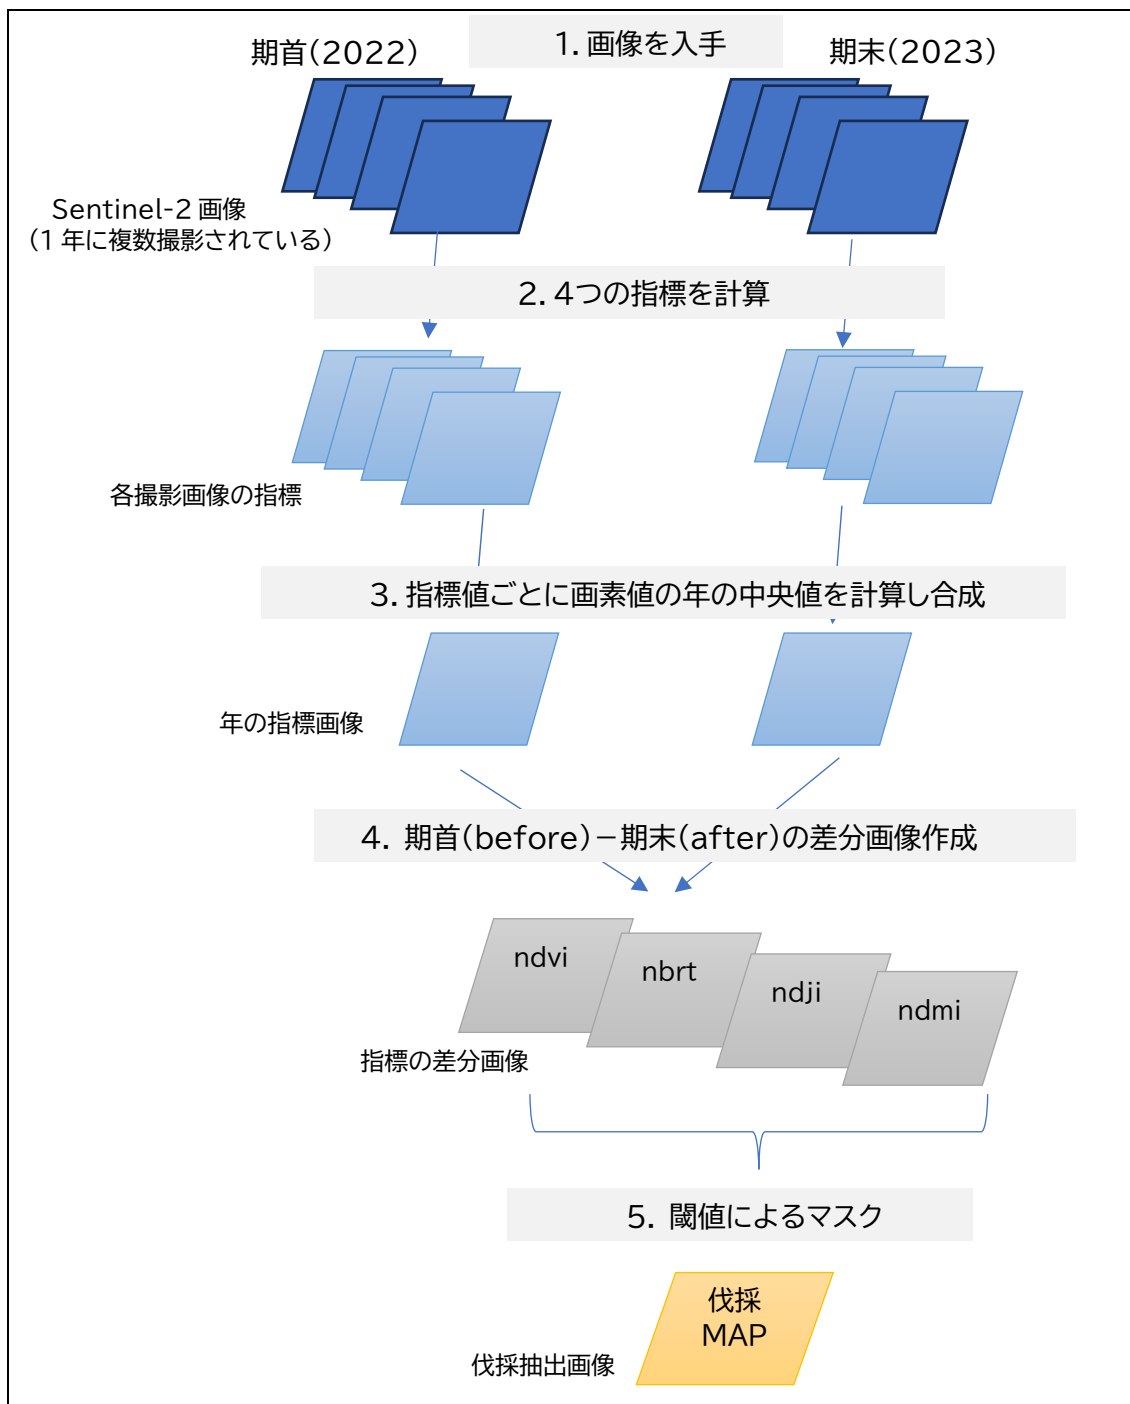 1. 画像を入手
期首(2022)
期末(2023)
Sentinel-2 画像
(1 年に複数撮影されている)
2. 4つの指標を計算
各撮影画像の指標
3. 指標値ごとに画素値の年の中央値を計算し合成
年の指標画像
4. 期首(before)－期末(after)の差分画像作成
ndvi
nbrt
ndji
ndmi
指標の差分画像
5. 閾値によるマスク
伐採
MAP
伐採抽出画像